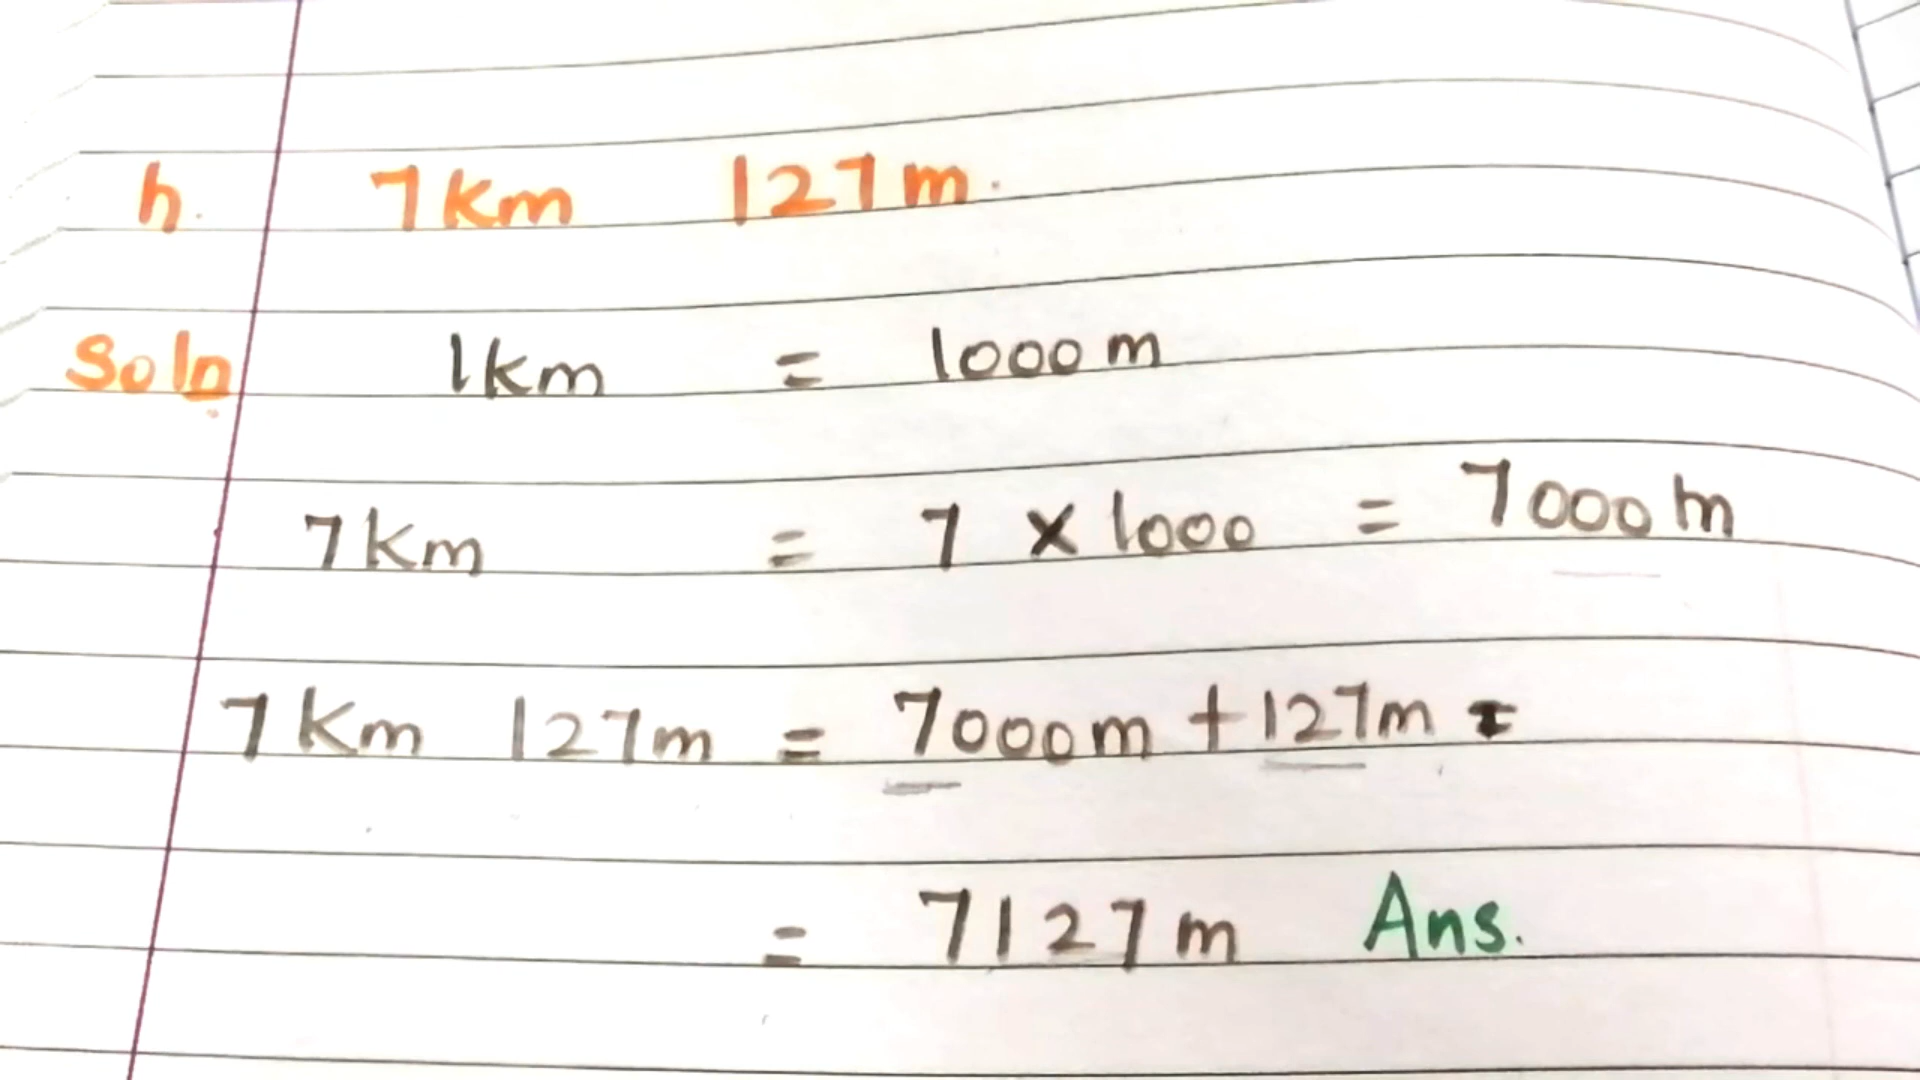 h. 7km 127m.
Soln 1km = 1000m
7km = 7 × 1000 = 7000m
7km 127m = 7000m + 127m =
= 7127m Ans.